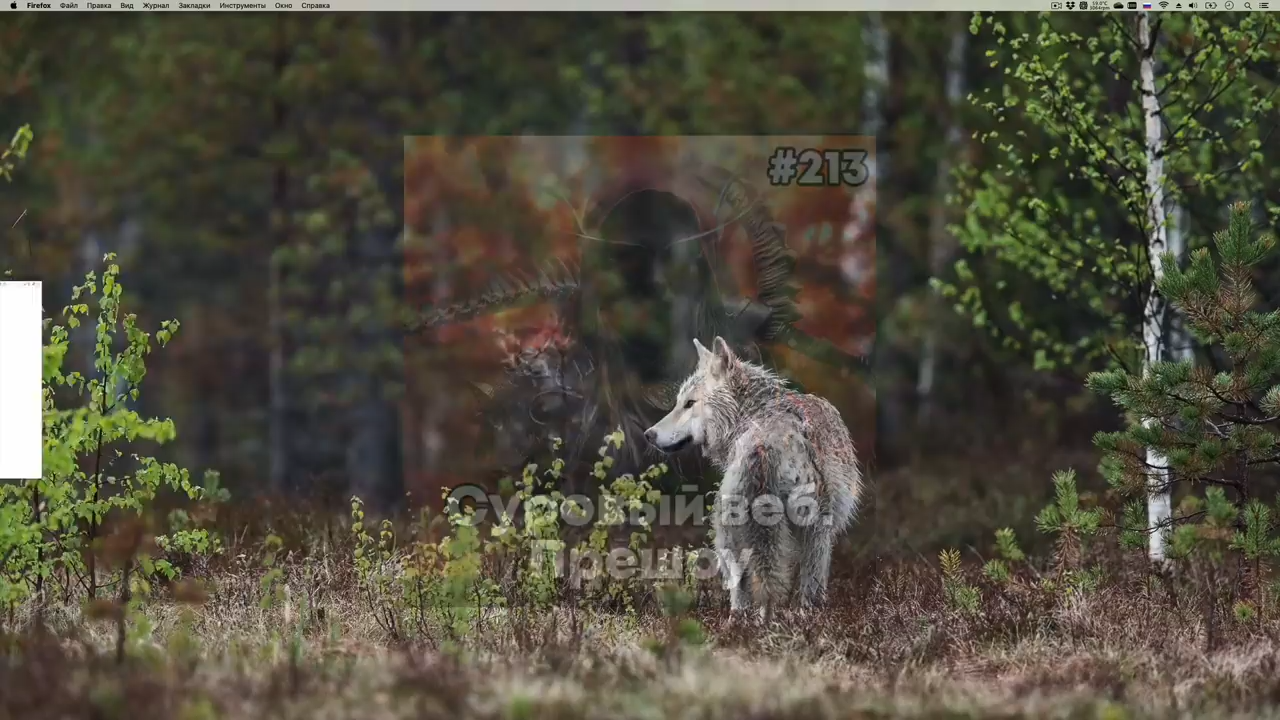 Firefox Файл Правка Вид Журнал Закладки Инструменты Окно Справка
#213
Суровый веб.
Прешоу